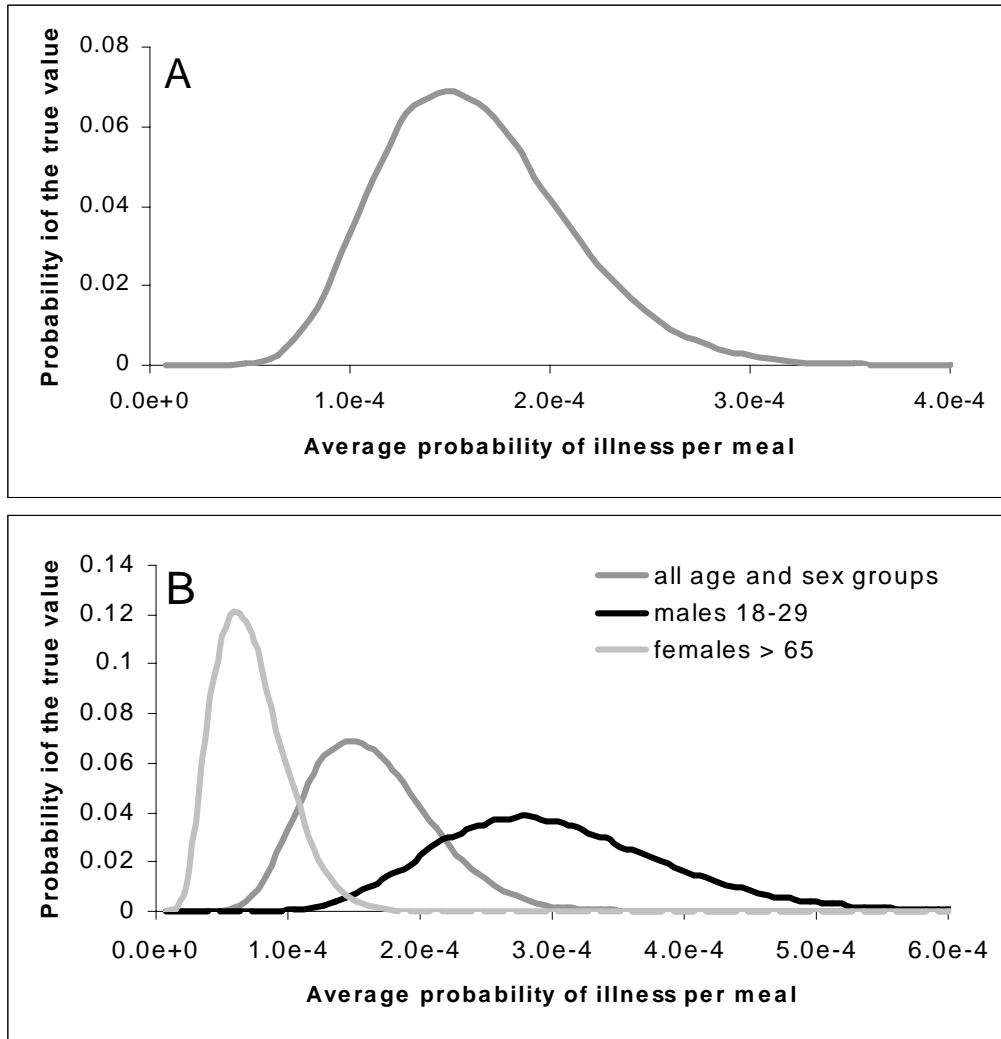 A
Probability iof the true value
0.08
0.06
0.04
0.02
0
0.0e+0 1.0e-4 2.0e-4 3.0e-4 4.0e-4
Average probability of illness per meal
B
Probability iof the true value
0.14
0.12
0.1
0.08
0.06
0.04
0.02
0
all age and sex groups
males 18-29
females > 65
0.0e+0 1.0e-4 2.0e-4 3.0e-4 4.0e-4 5.0e-4 6.0e-4
Average probability of illness per meal